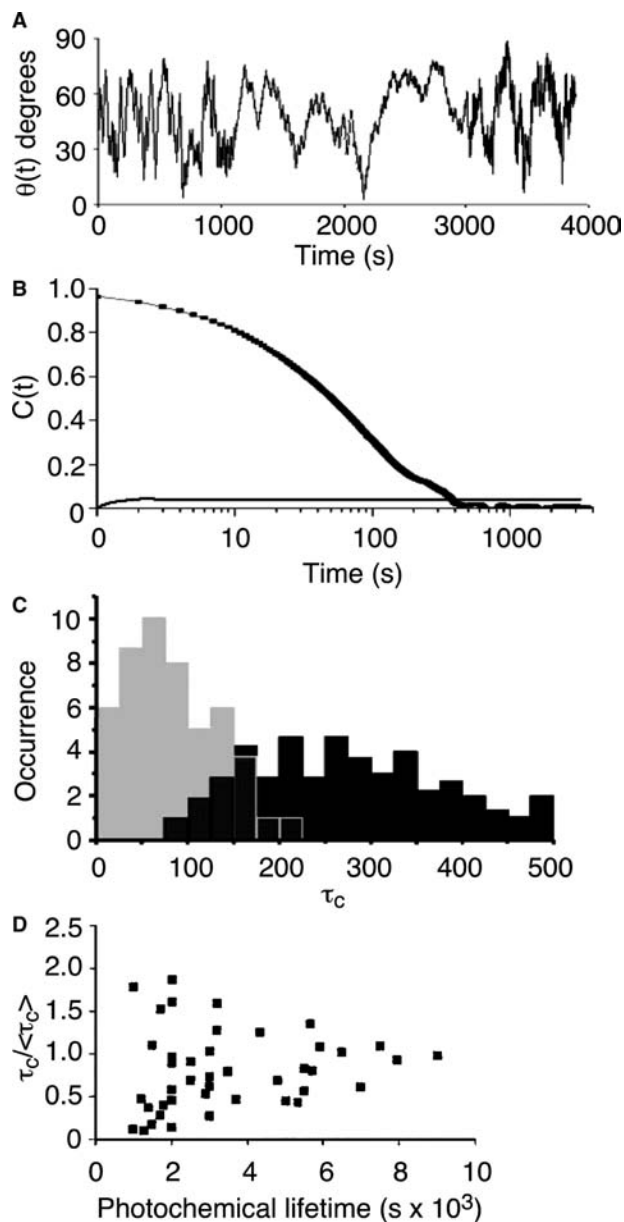 A
90
60
30
0
θ(t) degrees
0 1000 2000 3000 4000
Time (s)
B
1.0
0.8
0.6
0.4
0.2
0
C(t)
0 10 100 1000
Time (s)
C
10
8
6
4
2
0
Occurrence
0 100 200 300 400 500
τc
D
2.5
2.0
1.5
1.0
0.5
0
τc/<τc>
0 2 4 6 8 10
Photochemical lifetime (s x 10³)